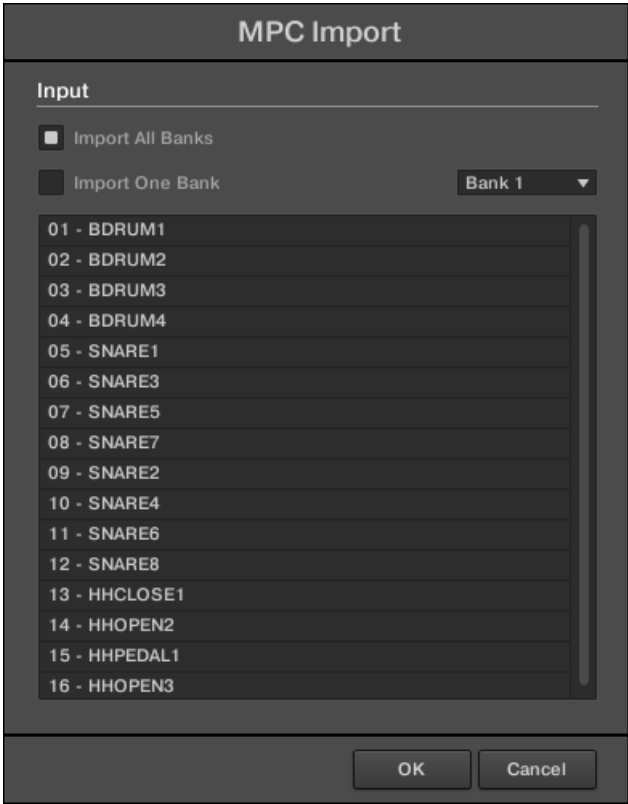 MPC Import
Input
Import All Banks
Import One Bank Bank 1
01 - BDRUM1
02 - BDRUM2
03 - BDRUM3
04 - BDRUM4
05 - SNARE1
06 - SNARE3
07 - SNARE5
08 - SNARE7
09 - SNARE2
10 - SNARE4
11 - SNARE6
12 - SNARE8
13 - HHCLOSE1
14 - HHOPEN2
15 - HHPEDAL1
16 - HHOPEN3
OK Cancel